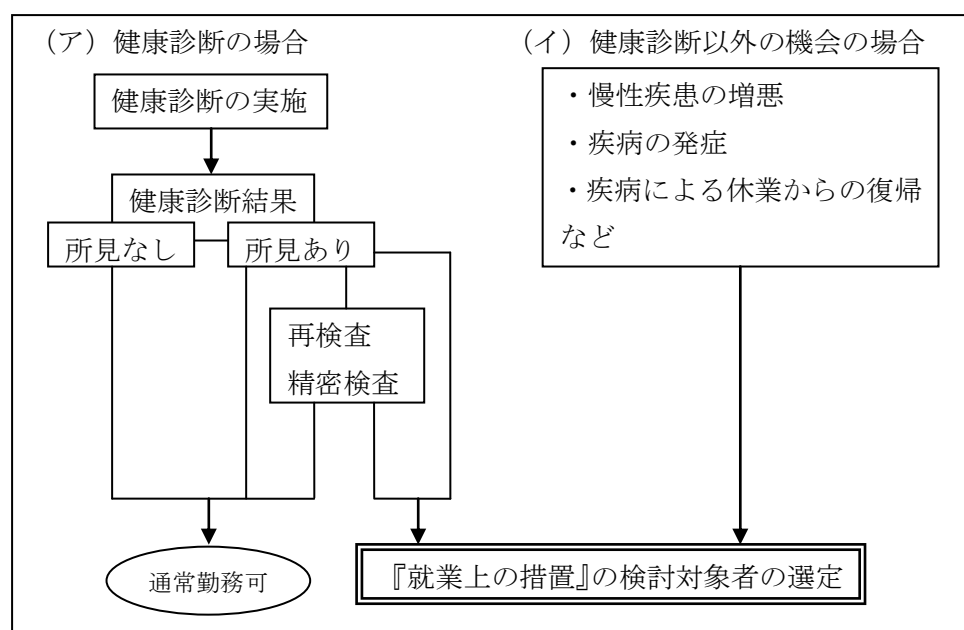 (ア)健康診断の場合
健康診断の実施
健康診断結果
所見なし
所見あり
再検査
精密検査
通常勤務可
(イ)健康診断以外の機会の場合
・慢性疾患の増悪
・疾病の発症
・疾病による休業からの復帰
など
『就業上の措置』の検討対象者の選定